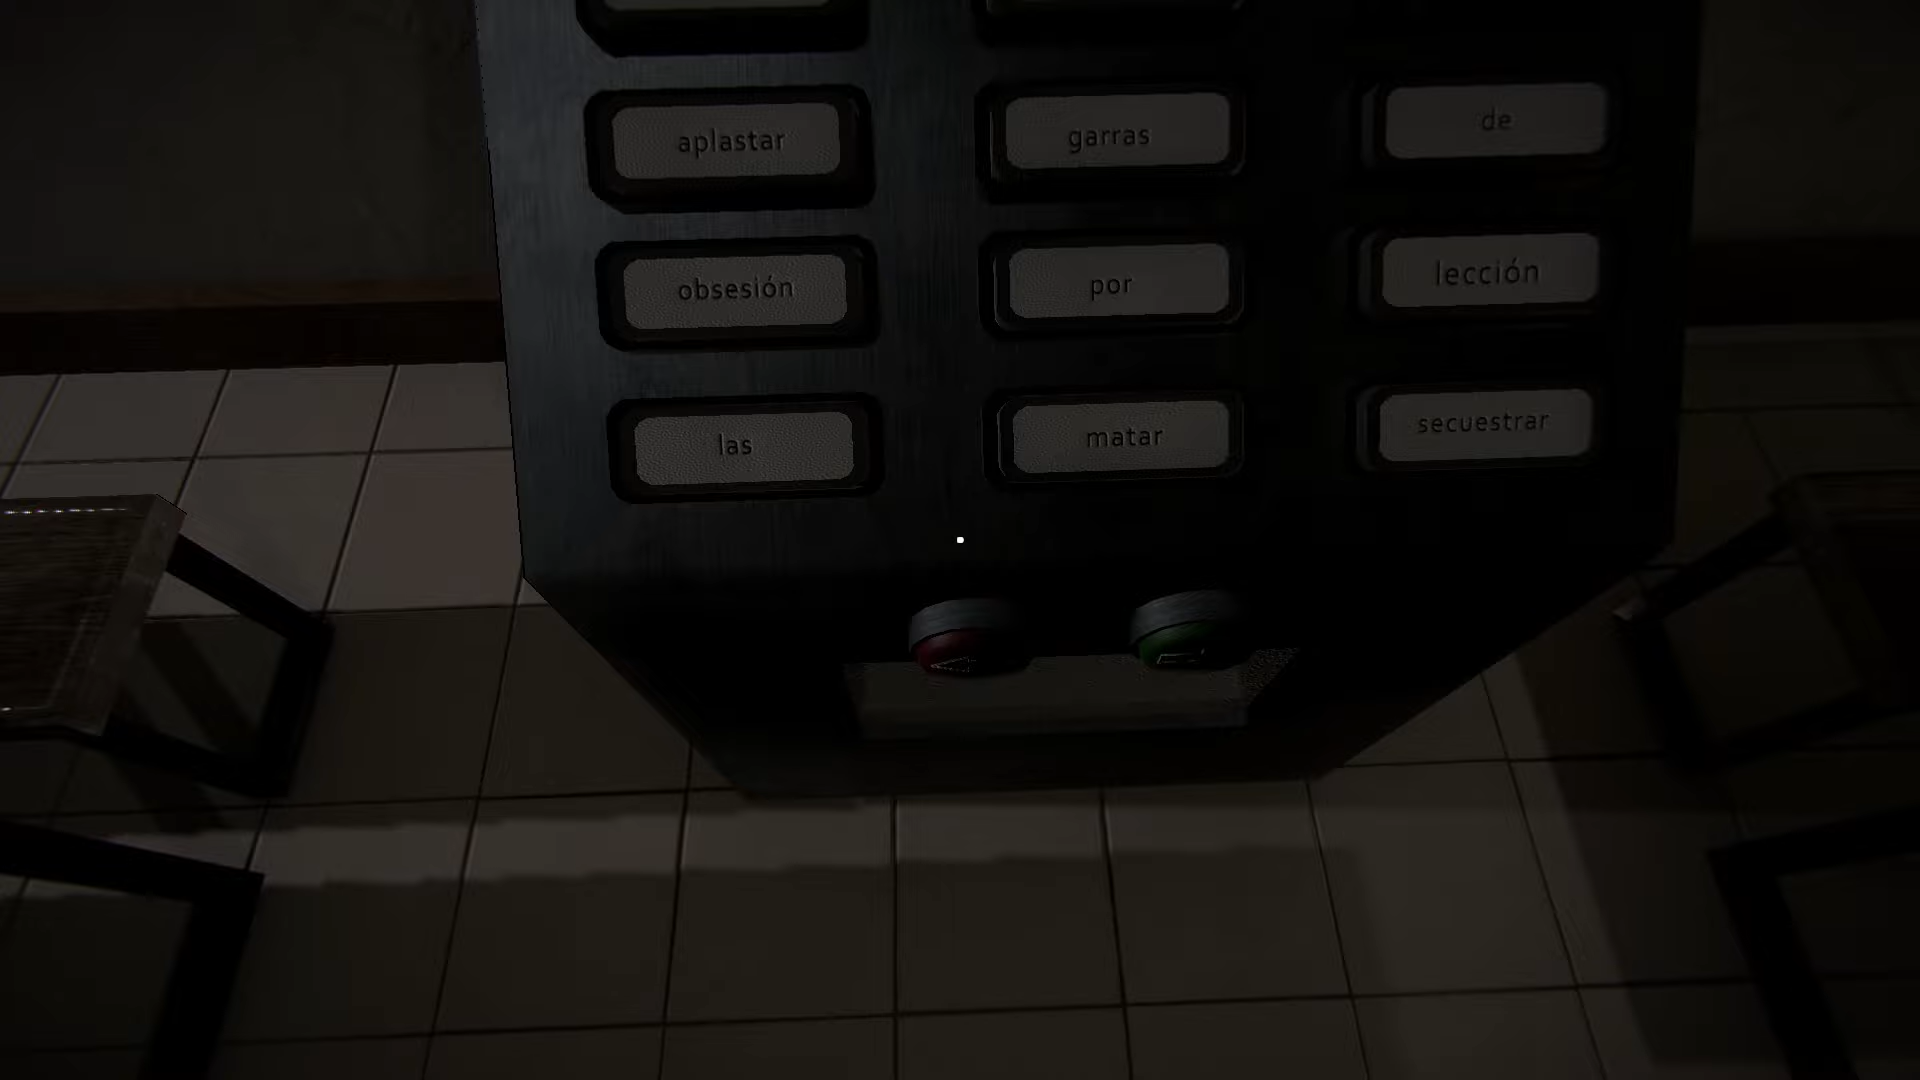 aplastar garras de
obsesión por lección
las matar secuestrar